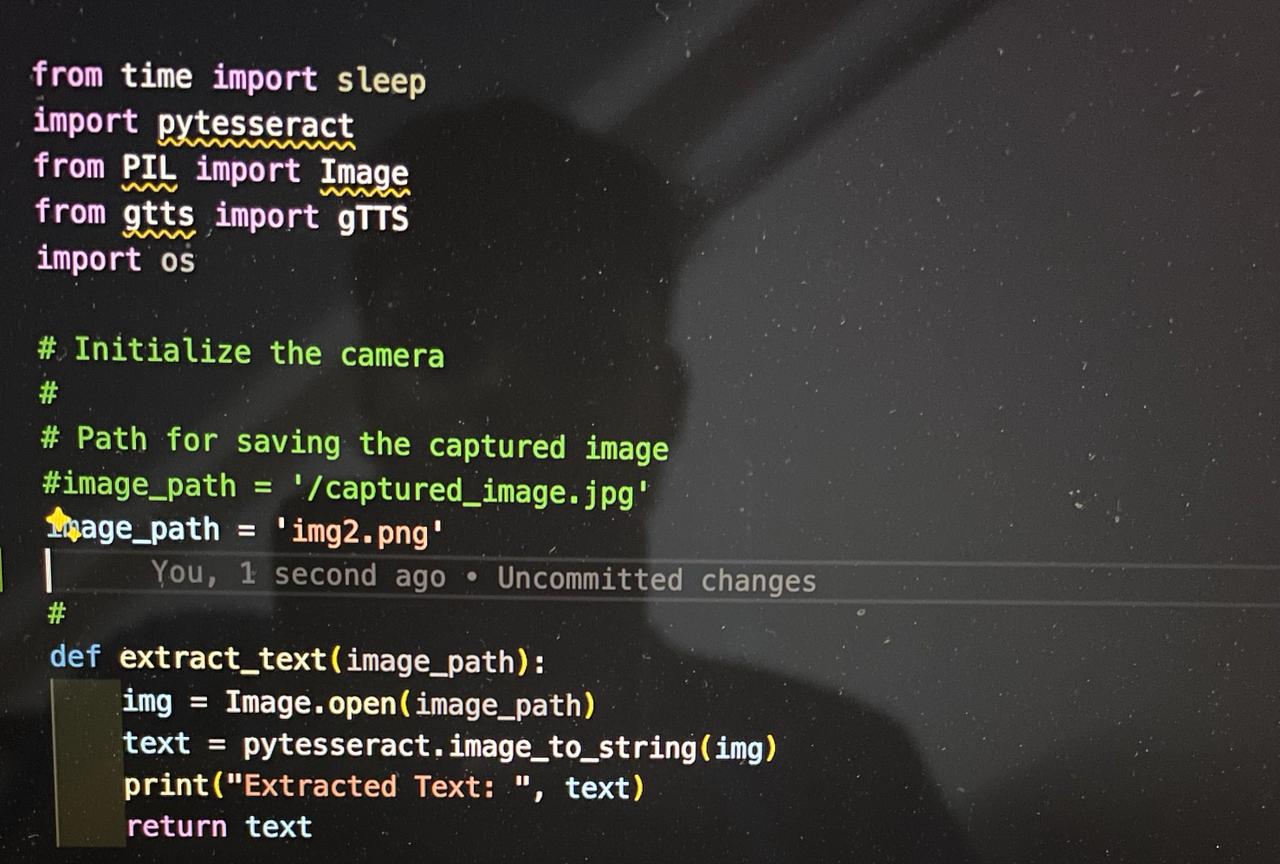 from time import sleep
import pytesseract
from PIL import Image
from gtts import gTTS
import os
# Initialize the camera
#
# Path for saving the captured image
#image_path = '/captured_image.jpg'
image_path = 'img2.png'
You, 1 second ago • Uncommitted changes
#
def extract_text(image_path):
    img = Image.open(image_path)
    text = pytesseract.image_to_string(img)
    print("Extracted Text: ", text)
    return text